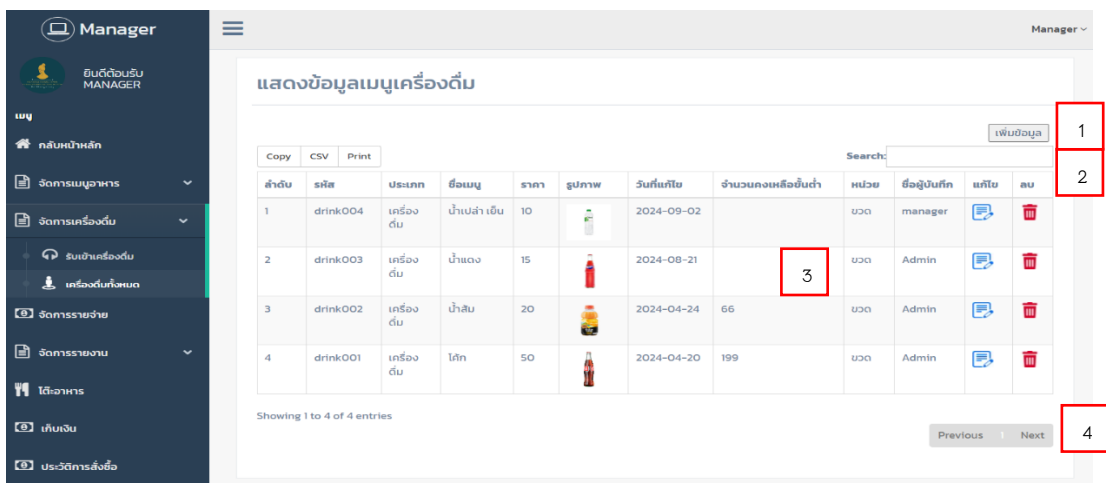 Manager
Manager
ยินดีต้อนรับ
MANAGER
เมนู
กลับหน้าหลัก
จัดการเมนูอาหาร
จัดการเครื่องดื่ม
รับเข้าเครื่องดื่ม
เครื่องดื่มทั้งหมด
จัดการรายจ่าย
จัดการรายงาน
โต๊ะอาหาร
เก็บเงิน
ประวัติการสั่งซื้อ
แสดงข้อมูลเมนูเครื่องดื่ม
เพิ่มข้อมูล 1
Copy CSV Print Search:
2
ลำดับ รหัส ประเภท ชื่อเมนู ราคา รูปภาพ วันที่แก้ไข จำนวนคงเหลือขั้นต่ำ หน่วย ชื่อผู้บันทึก แก้ไข ลบ
1 drink004 เครื่อง น้ำเปล่า เย็น 10 2024-09-02 ขวด manager
ดื่ม
2 drink003 เครื่อง น้ำแดง 15 2024-08-21 ขวด Admin
ดื่ม
3
3 drink002 เครื่อง น้ำส้ม 20 2024-04-24 66 ขวด Admin
ดื่ม
4 drink001 เครื่อง โค้ก 50 2024-04-20 199 ขวด Admin
ดื่ม
Showing 1 to 4 of 4 entries
Previous 1 Next 4